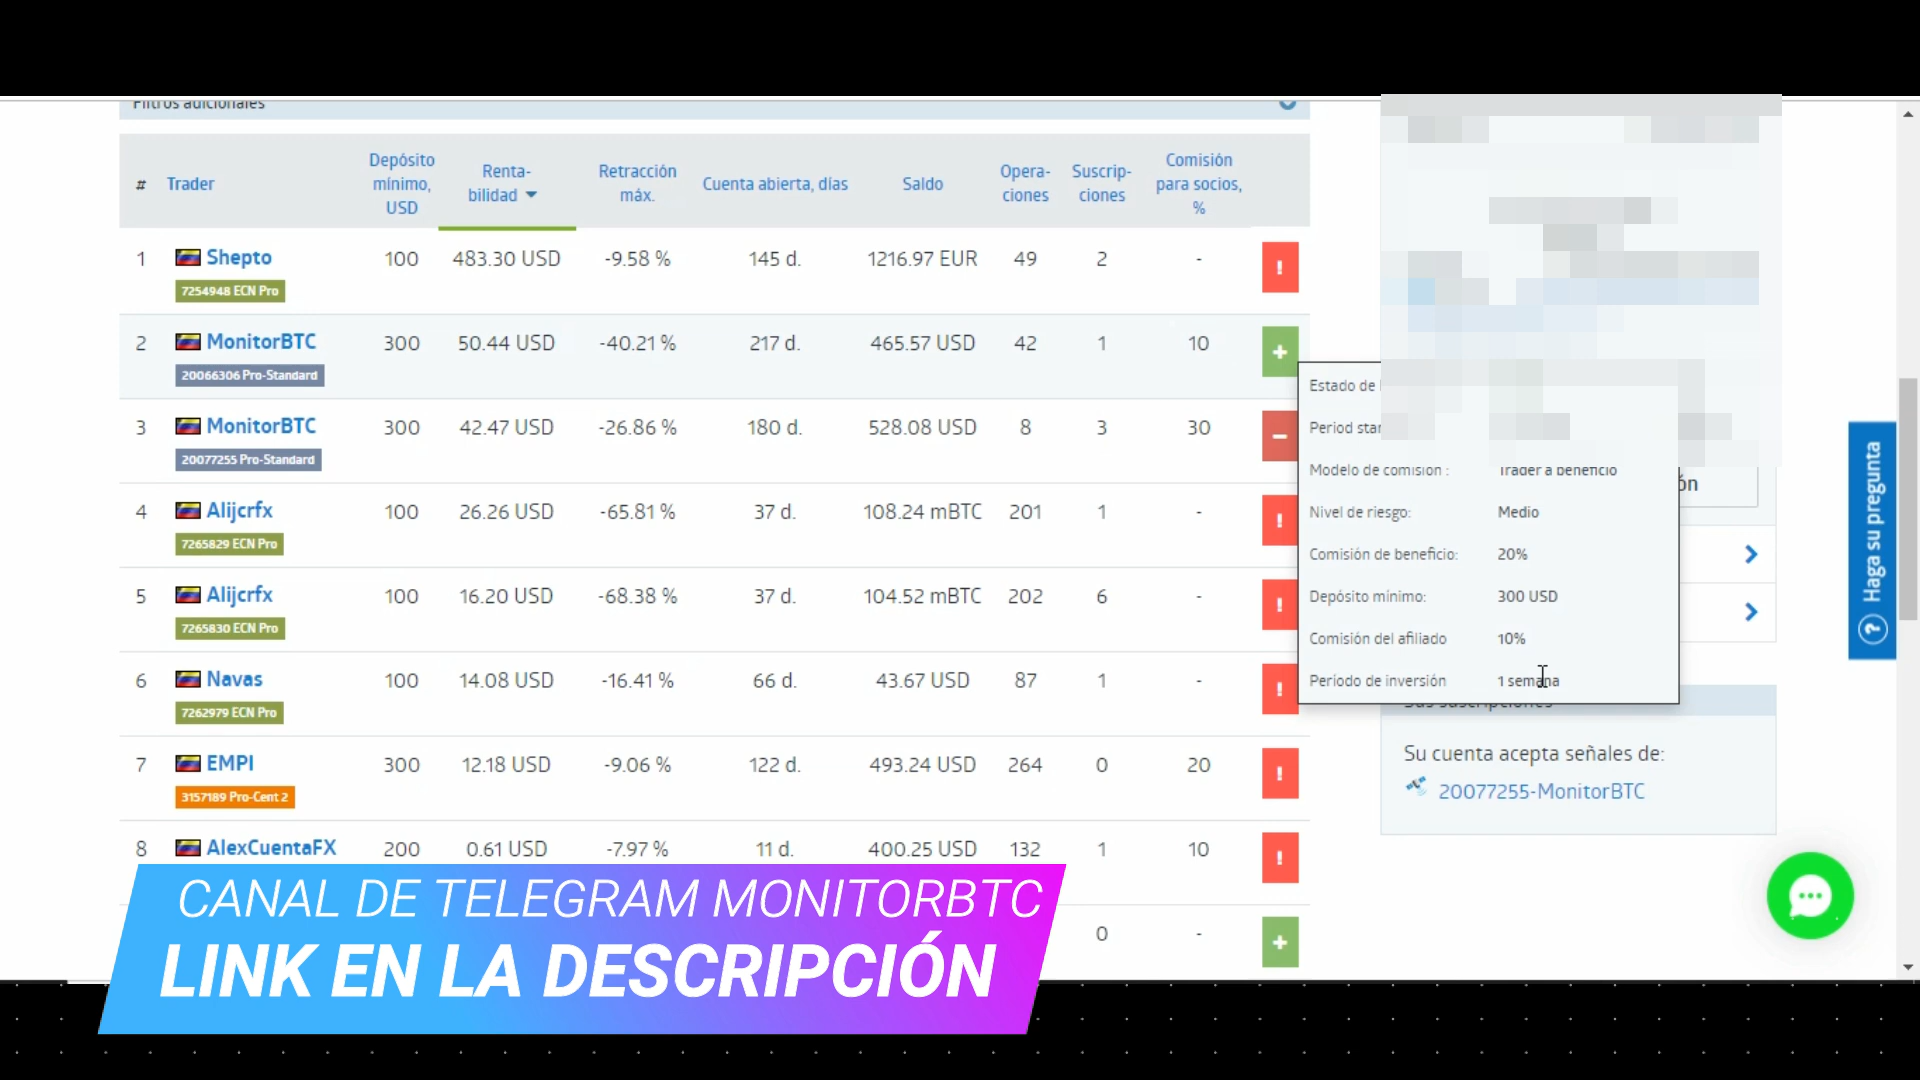 Filtros adicionales
# Trader Depósito mínimo, USD Renta-bilidad Retracción máx. Cuenta abierta, días Saldo Opera-ciones Suscrip-ciones Comisión para socios, %
1 Shepto 100 483.30 USD -9.58 % 145 d. 1216.97 EUR 49 2 - !
7254948 ECN Pro
2 MonitorBTC 300 50.44 USD -40.21 % 217 d. 465.57 USD 42 1 10 +
20066306 Pro-Standard
3 MonitorBTC 300 42.47 USD -26.86 % 180 d. 528.08 USD 8 3 30 −
20077255 Pro-Standard
4 Alijcrfx 100 26.26 USD -65.81 % 37 d. 108.24 mBTC 201 1 - !
7265829 ECN Pro
5 Alijcrfx 100 16.20 USD -68.38 % 37 d. 104.52 mBTC 202 6 - !
7265830 ECN Pro
6 Navas 100 14.08 USD -16.41 % 66 d. 43.67 USD 87 1 - !
7262979 ECN Pro
7 EMPI 300 12.18 USD -9.06 % 122 d. 493.24 USD 264 0 20 !
3157189 Pro-Cent 2
8 AlexCuentaFX 200 0.61 USD -7.97 % 11 d. 400.25 USD 132 1 10 !
0 - +
Estado de
Period star
Modelo de comisión : Trader a beneficio
Nivel de riesgo: Medio
Comisión de beneficio: 20%
Depósito mínimo: 300 USD
Comisión del afiliado 10%
Período de inversión 1 semana
ón
Sus suscripciones
Su cuenta acepta señales de:
20077255-MonitorBTC
Haga su pregunta
?
CANAL DE TELEGRAM MONITORBTC
LINK EN LA DESCRIPCIÓN